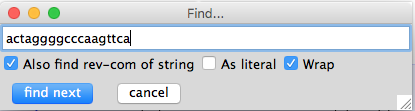 Find...
actaggggcccaagttca
Also find rev-com of string As literal Wrap
find next cancel